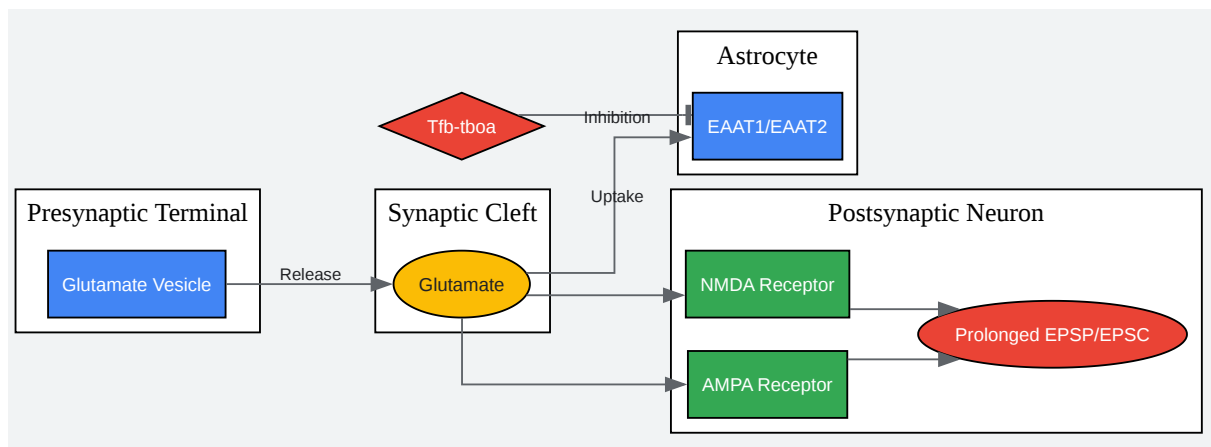 Astrocyte
Tfb-tboa
Inhibition
EAAT1/EAAT2
Uptake
Presynaptic Terminal
Synaptic Cleft
Postsynaptic Neuron
Glutamate Vesicle
Release
Glutamate
NMDA Receptor
Prolonged EPSP/EPSC
AMPA Receptor